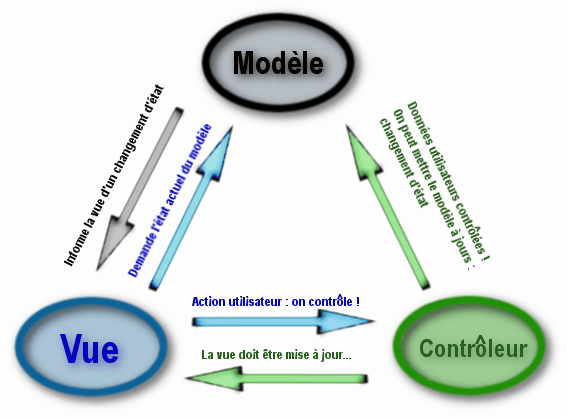 Modèle
Informe la vue d'un changement d'état
Demande l'état actuel du modèle
Données utilisateurs contrôlées !
On peut mettre le modèle à jours :
changement d'état
Action utilisateur : on contrôle !
Vue
Contrôleur
La vue doit être mise à jour...